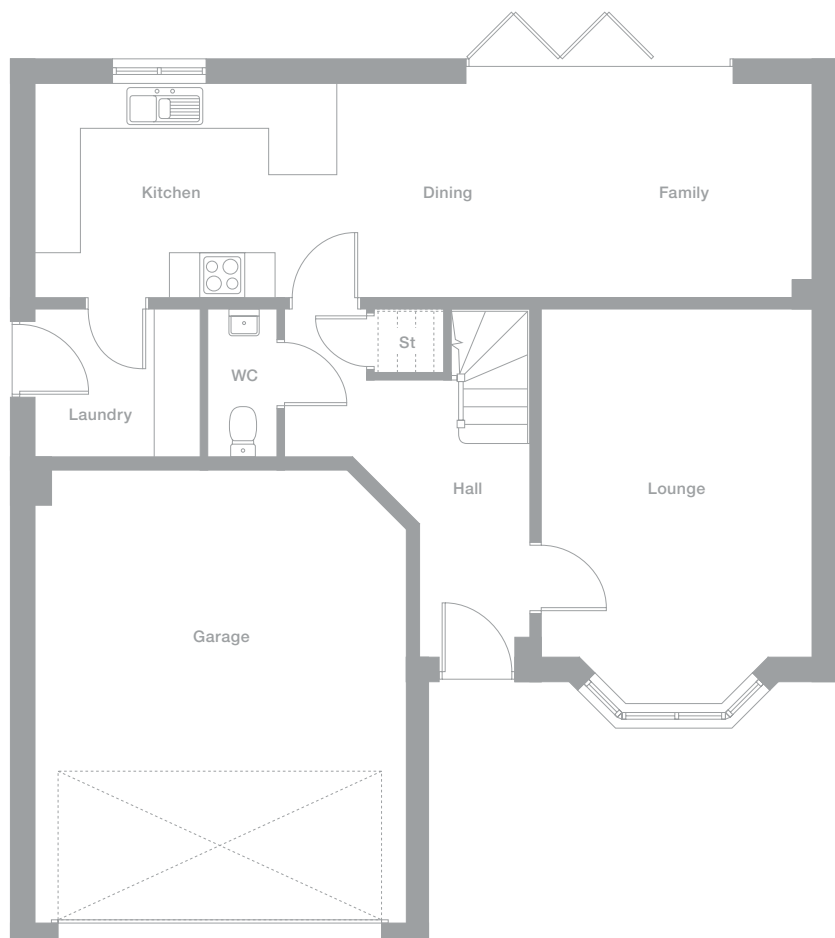 Kitchen
Dining
Family
St
WC
Laundry
Hall
Lounge
Garage